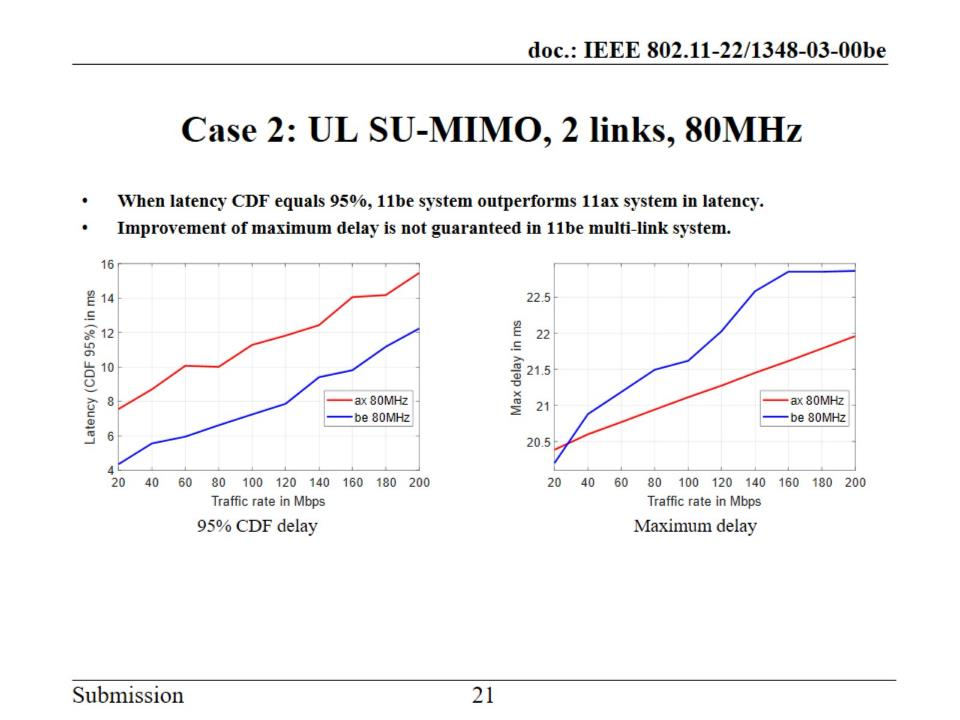 doc.: IEEE 802.11-22/1348-03-00be
Case 2: UL SU-MIMO, 2 links, 80MHz
• When latency CDF equals 95%, 11be system outperforms 11ax system in latency.
• Improvement of maximum delay is not guaranteed in 11be multi-link system.
16
14
12
10
8
6
4
Latency (CDF 95%) in ms
ax 80MHz
be 80MHz
20 40 60 80 100 120 140 160 180 200
Traffic rate in Mbps
95% CDF delay
22.5
22
21.5
21
20.5
Max delay in ms
ax 80MHz
be 80MHz
20 40 60 80 100 120 140 160 180 200
Traffic rate in Mbps
Maximum delay
Submission 21